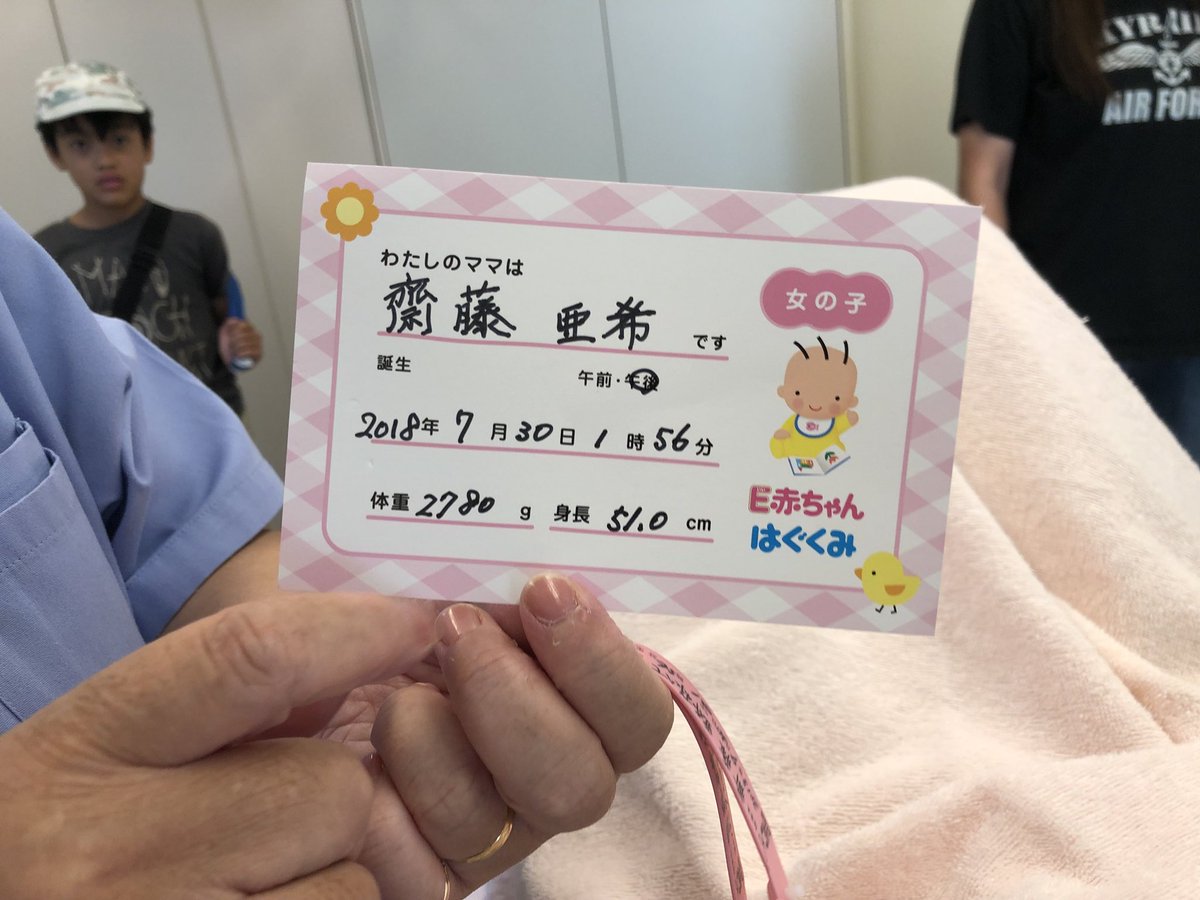 わたしのママは
齋藤 亜希 です
女の子
誕生 午前・午後
2018年 7月30日 1時56分
体重 2780 g 身長 51.0 cm
E赤ちゃん
はぐくみ
AIR FOR